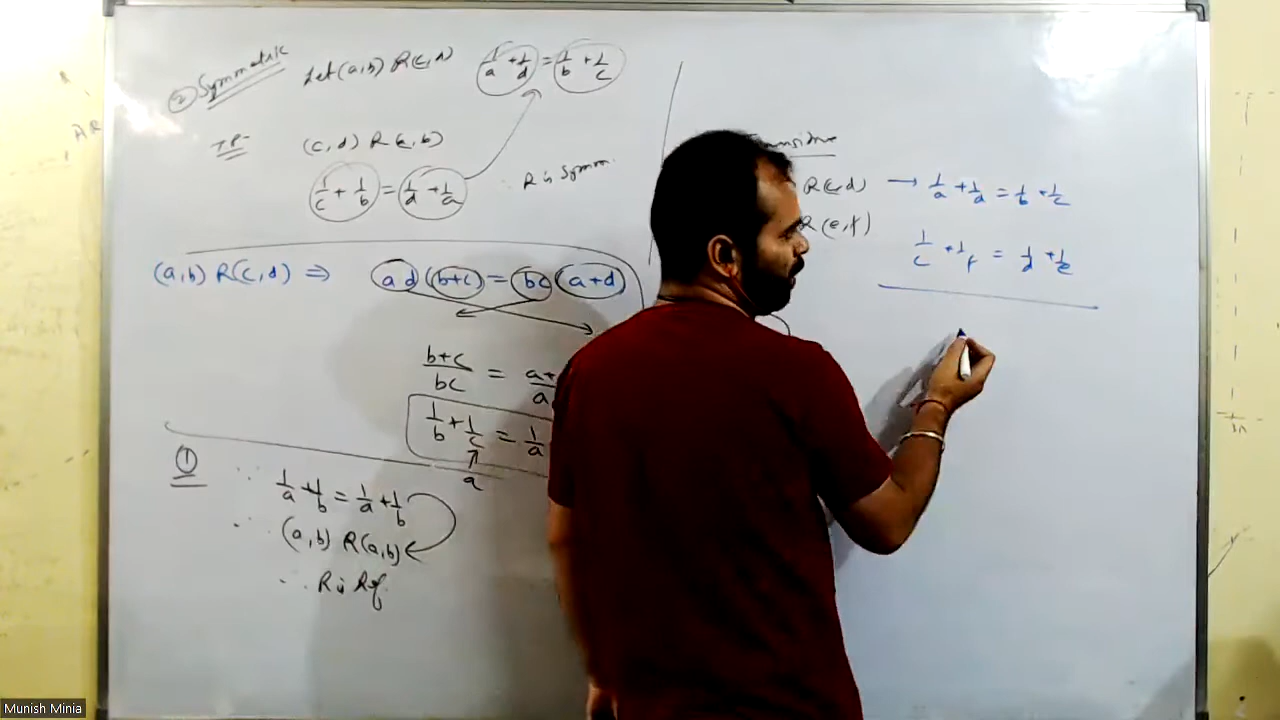 ② Symmetric Let (a,b) R(c,d) 1/a + 1/d = 1/b + 1/c
T.P- (c,d) R(a,b)
1/c + 1/b = 1/d + 1/a ∴ R is Symm.
(a,b) R(c,d) ⇒ ad(b+c) = bc(a+d)
b+c/bc = a+
1/b + 1/c = 1/a
a
① ∵ 1/a + 1/b = 1/a + 1/b
∴ (a,b) R(a,b)
∴ R is Ref.
R(c,d) → 1/a + 1/d = 1/b + 1/c
R(e,f) 1/c + 1/f = 1/d + 1/e
Munish Minia